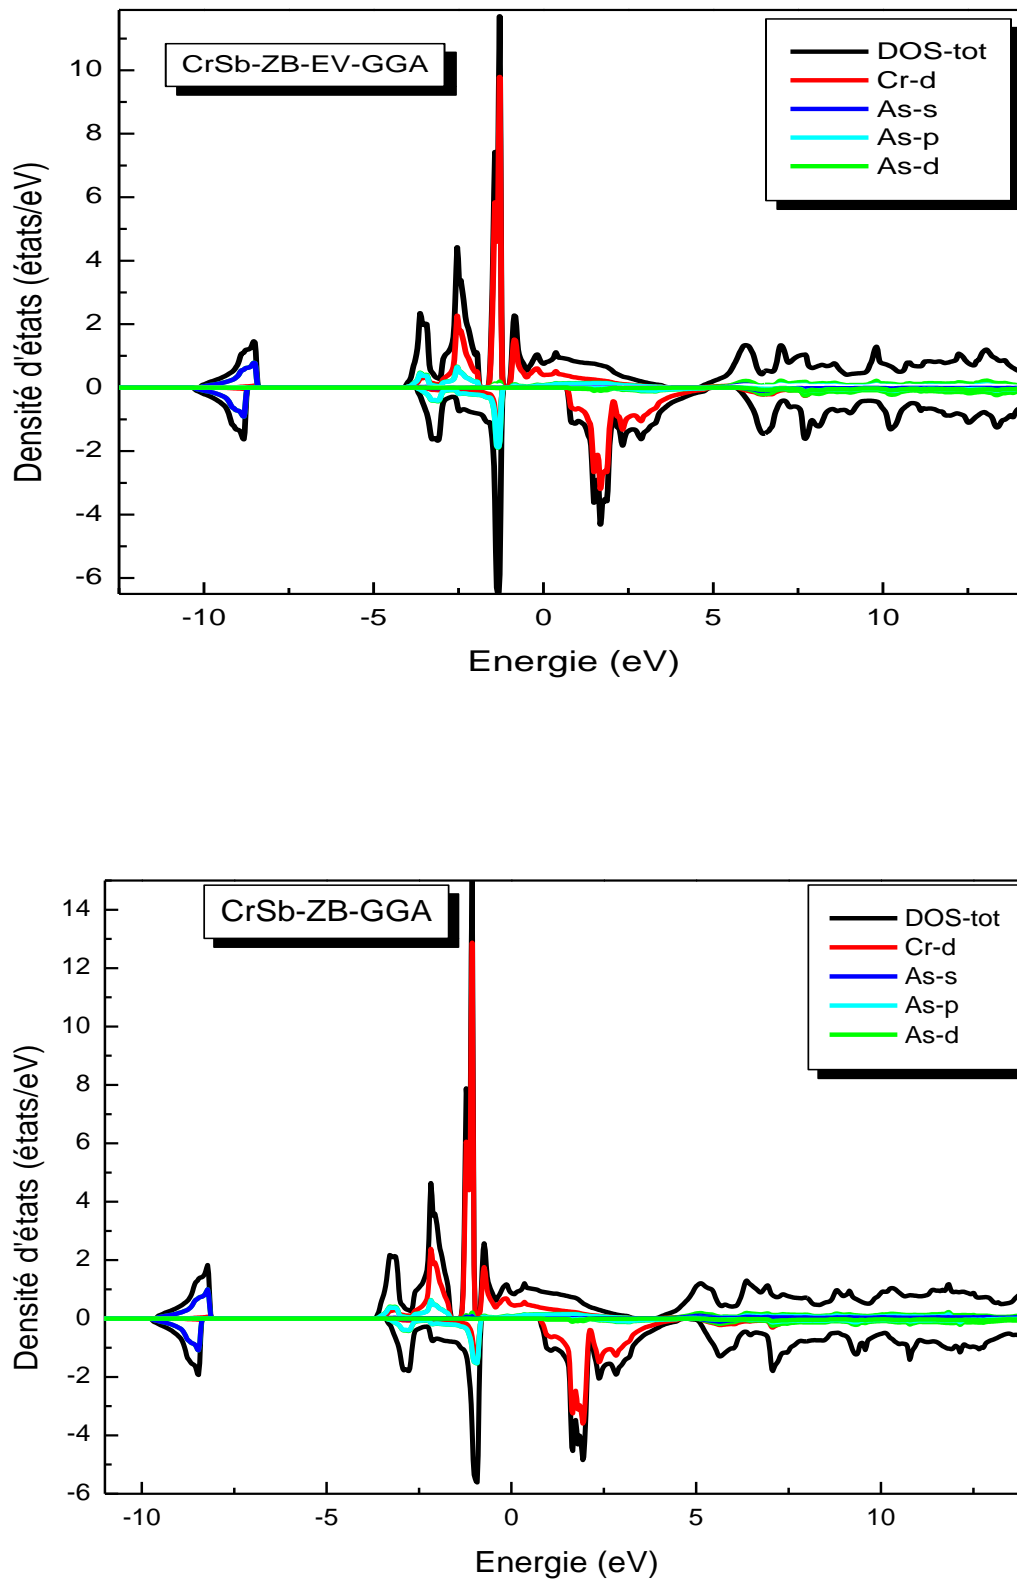 CrSb-ZB-EV-GGA
DOS-tot
Cr-d
As-s
As-p
As-d
Densité d'états (états/eV)
10
8
6
4
2
0
-2
-4
-6
-10
-5
0
5
10
Energie (eV)
CrSb-ZB-GGA
DOS-tot
Cr-d
As-s
As-p
As-d
Densité d'états (états/eV)
14
12
10
8
6
4
2
0
-2
-4
-6
-10
-5
0
5
10
Energie (eV)